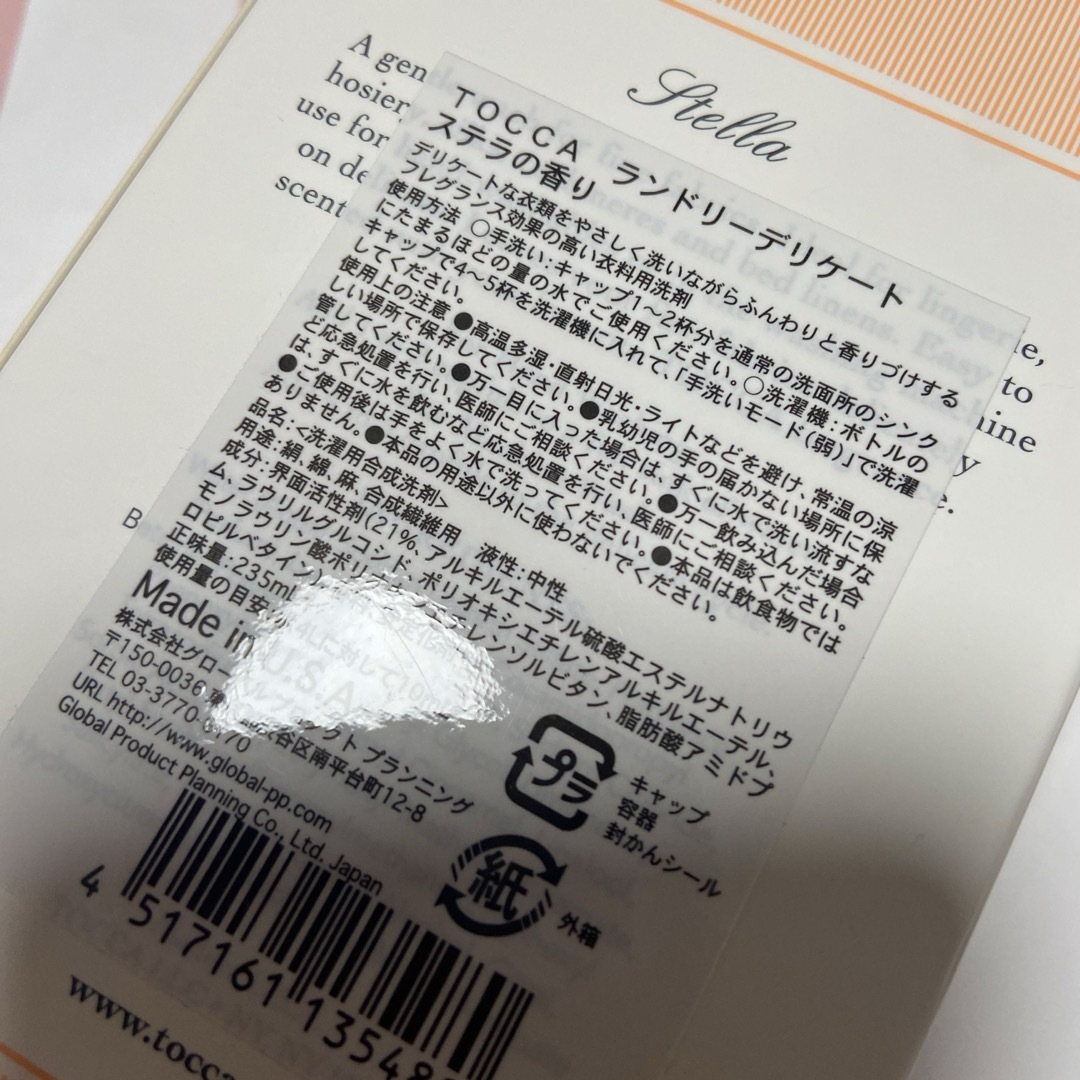 Stella
A gen
hosier
use for
on de
scente
TOCCA ランドリーデリケート
ステラの香り
デリケートな衣類をやさしく洗いながらふんわりと香りづけする
フレグランス効果の高い衣料用洗剤
使用方法 ○手洗い:キャップ1〜2杯分を通常の洗面所のシンク
にたまるほどの量の水でご使用ください。○洗濯機:ボトルの
キャップで4〜5杯を洗濯機に入れて、「手洗いモード(弱)」で洗濯
してください。
使用上の注意 ●高温多湿・直射日光・ライトなどを避け、常温の涼
しい場所で保存してください。●乳幼児の手の届かない場所に保
管してください。●万一目に入った場合は、すぐに水で洗い流すな
ど応急処置を行い、医師にご相談ください。●万一飲み込んだ場合
は、すぐに水を飲むなど応急処置を行い、医師にご相談ください。
●ご使用後は手をよく水で洗ってください。●本品は飲食物では
ありません。●本品の用途以外に使わないでください。
品名:<洗濯用合成洗剤>
用途:絹、綿、麻、合成繊維用 液性:中性
成分:界面活性剤(21%、アルキルエーテル硫酸エステルナトリウ
ム、ラウリルグルコシド、ポリオキシエチレンアルキルエーテル、
モノラウリン酸ポリオ レンソルビタン、脂肪酸アミドプ
ロピルベタイン)、安定化剤
正味量:235ml
使用量の目安 4Lに対して10
Made in U.S.A
株式会社グローバル プロダクト プランニング
〒150-0036 谷区南平台町12-8
TEL 03-3770- 170
URL http://www.global-pp.com
Global Product Planning Co., Ltd. Japan
プラ
キャップ
容器
封かんシール
紙
外箱
4 517161 13548
www.tocca